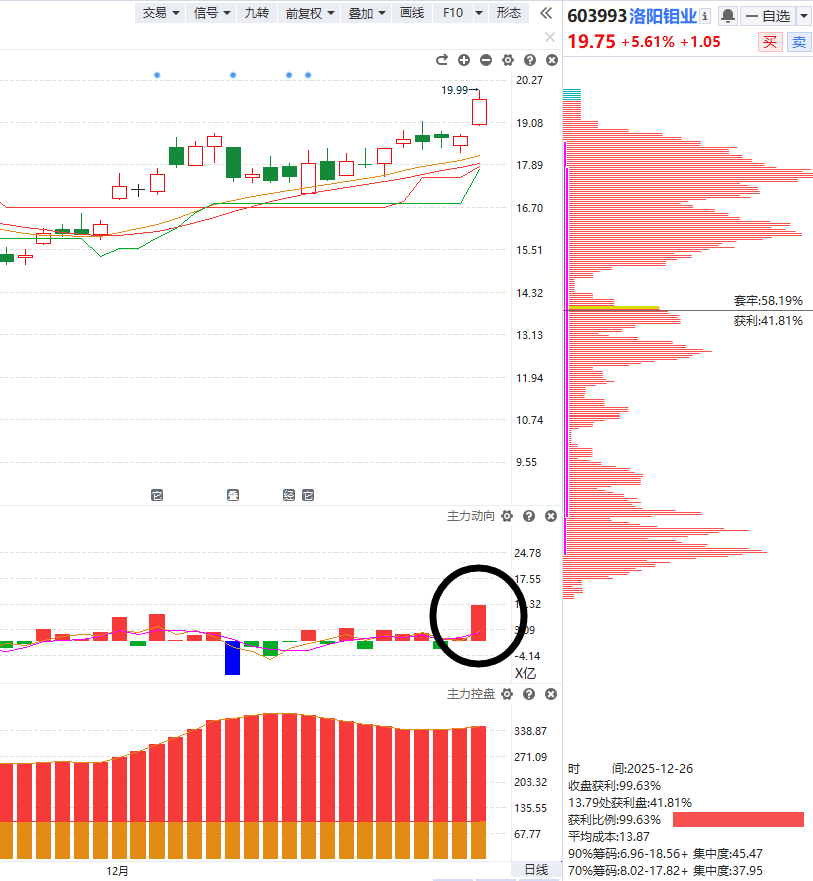 交易 信号 九转 前复权 叠加 画线 F10 形态
603993洛阳钼业 自选
19.75 +5.61% +1.05 买 卖
20.27
19.99
19.08
17.89
16.70
15.51
14.32
13.13
11.94
10.74
9.55
套牢:58.19%
获利:41.81%
主力动向
24.78
17.55
-4.14
X亿
主力控盘
338.87
271.09
203.32
135.55
67.77
12月
日线
时 间:2025-12-26
收盘获利:99.63%
13.79处获利盘:41.81%
获利比例:99.63%
平均成本:13.87
90%筹码:6.96-18.56+ 集中度:45.47
70%筹码:8.02-17.82+ 集中度:37.95